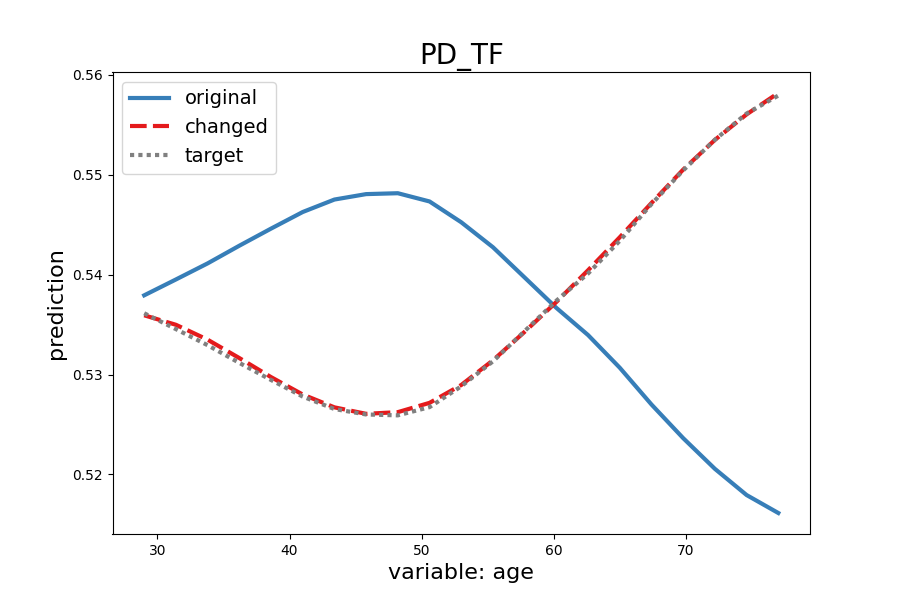 PD_TF
0.56
0.55
0.54
0.53
0.52
prediction
original
changed
target
30 40 50 60 70
variable: age